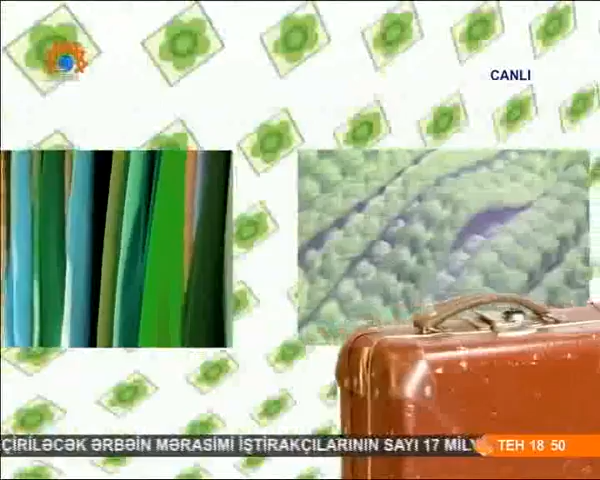 CANLI
ÇİRİLƏCƏK ƏRBƏİN MƏRASİMİ İŞTİRAKÇILARININ SAYI 17 MİLY
TEH 18 50